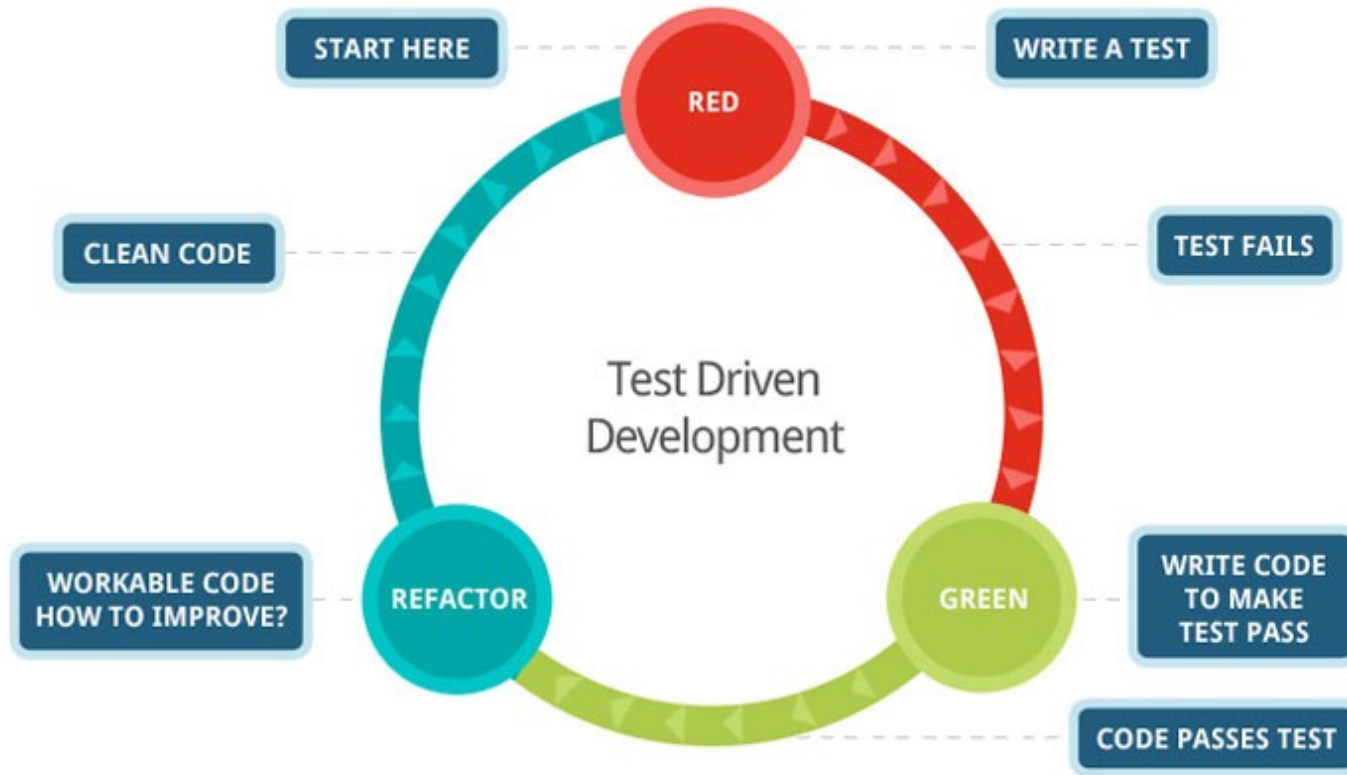 START HERE
WRITE A TEST
RED
CLEAN CODE
TEST FAILS
Test Driven
Development
WORKABLE CODE
HOW TO IMPROVE?
REFACTOR
GREEN
WRITE CODE
TO MAKE
TEST PASS
CODE PASSES TEST